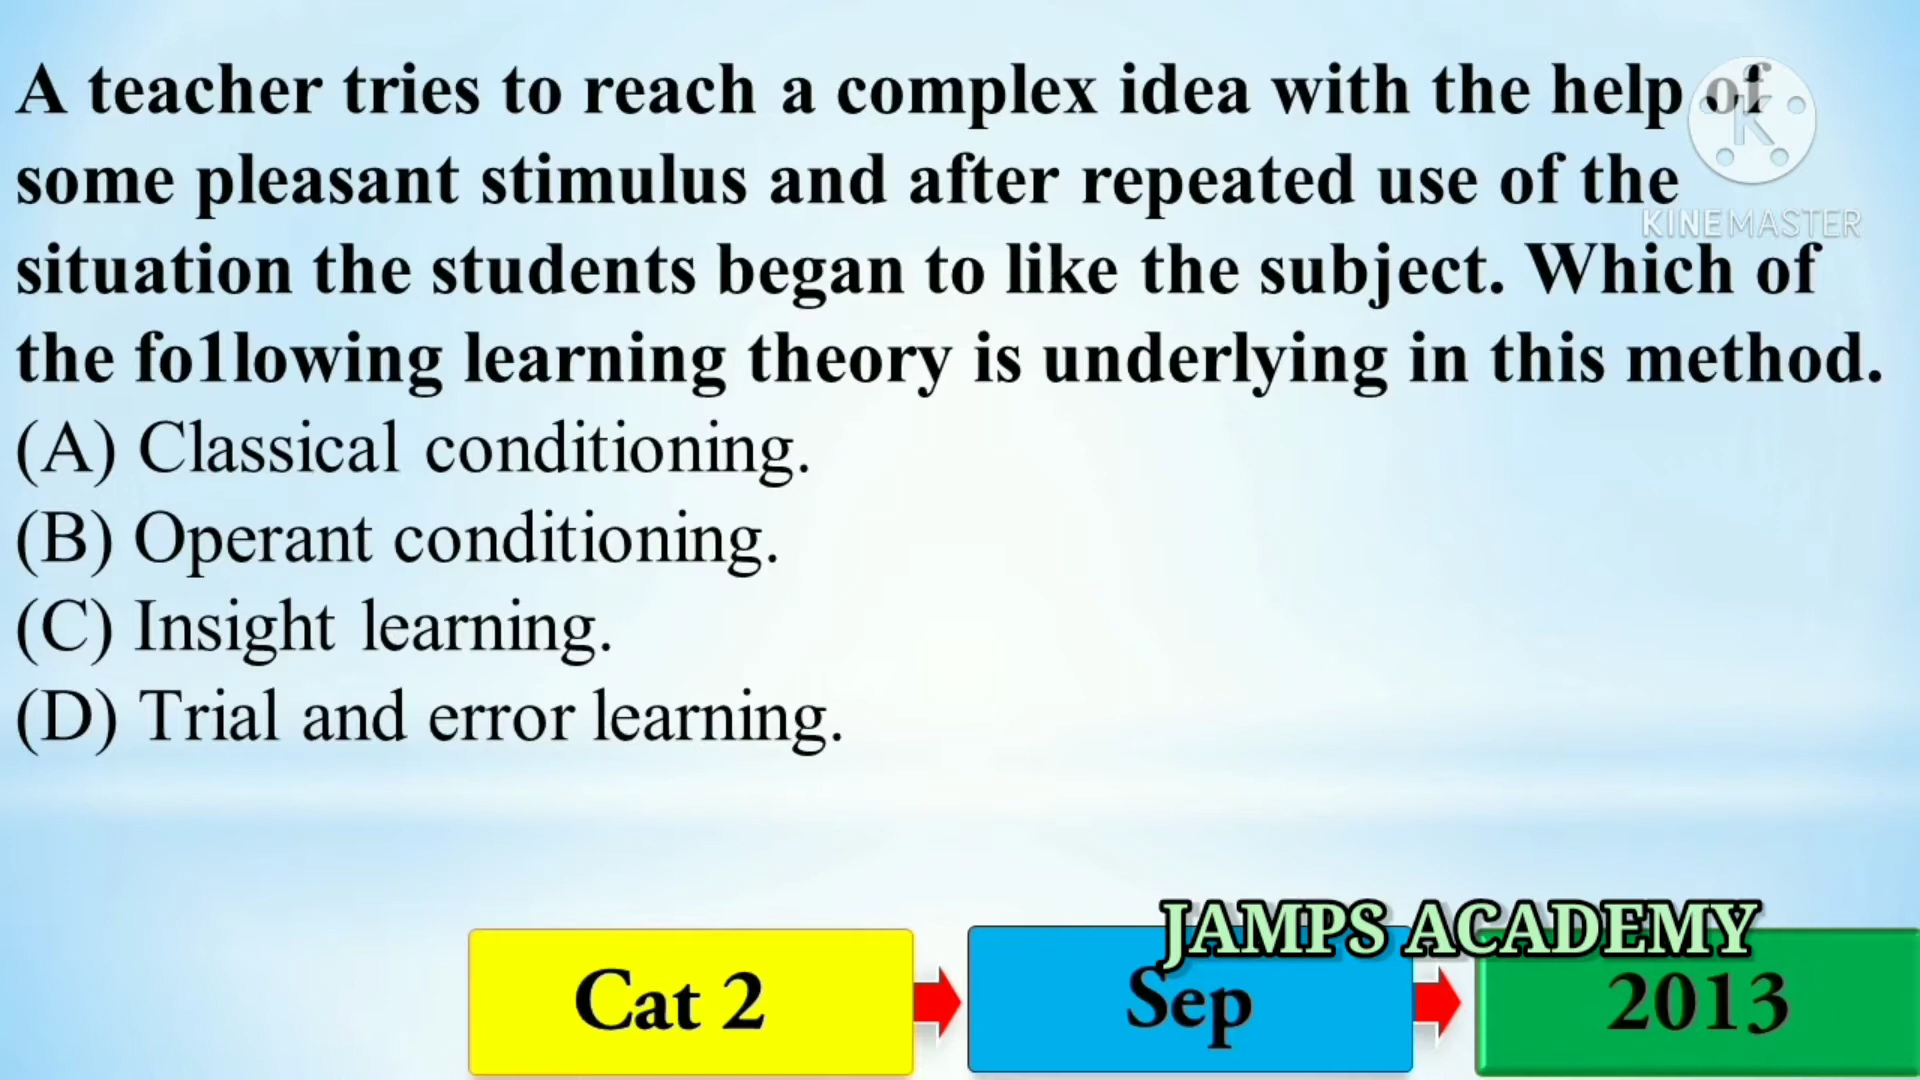 A teacher tries to reach a complex idea with the help of
some pleasant stimulus and after repeated use of the
KINEMASTER
situation the students began to like the subject. Which of
the fo1lowing learning theory is underlying in this method.
(A) Classical conditioning.
(B) Operant conditioning.
(C) Insight learning.
(D) Trial and error learning.
JAMPS ACADEMY
Cat 2
Sep
2013